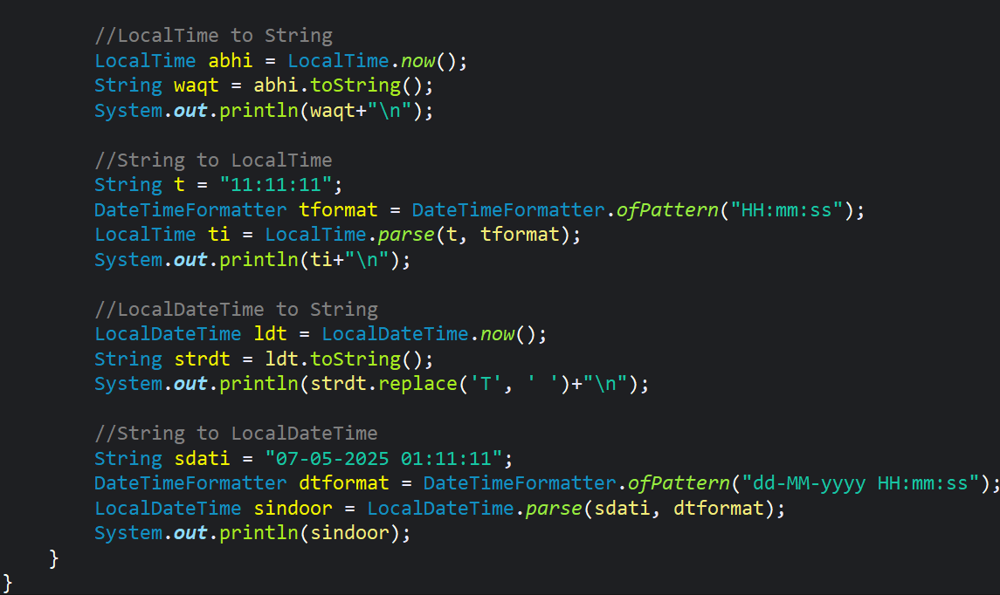 //LocalTime to String
LocalTime abhi = LocalTime.now();
String waqt = abhi.toString();
System.out.println(waqt+"\n");
//String to LocalTime
String t = "11:11:11";
DateTimeFormatter tformat = DateTimeFormatter.ofPattern("HH:mm:ss");
LocalTime ti = LocalTime.parse(t, tformat);
System.out.println(ti+"\n");
//LocalDateTime to String
LocalDateTime ldt = LocalDateTime.now();
String strdt = ldt.toString();
System.out.println(strdt.replace('T', ' ')+"\n");
//String to LocalDateTime
String sdati = "07-05-2025 01:11:11";
DateTimeFormatter dtformat = DateTimeFormatter.ofPattern("dd-MM-yyyy HH:mm:ss");
LocalDateTime sindoor = LocalDateTime.parse(sdati, dtformat);
System.out.println(sindoor);
}
}